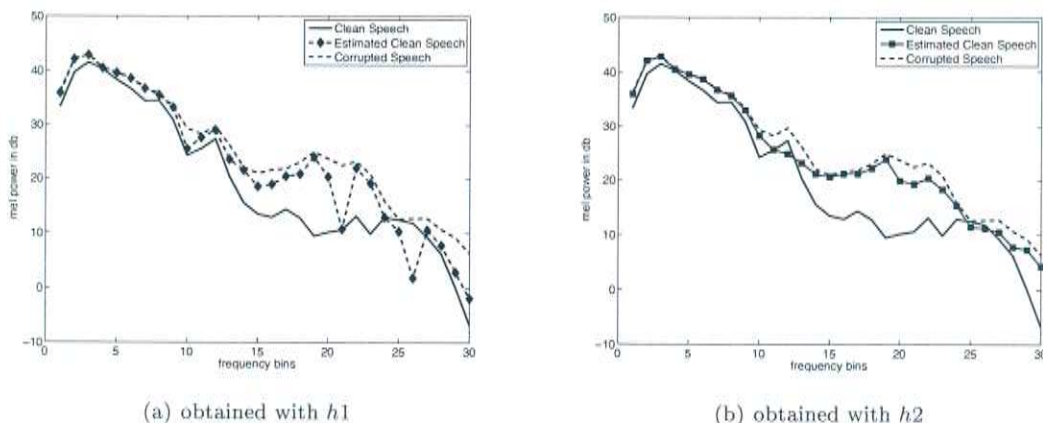 50
40
30
20
10
0
−10
mel power in db
0
5
10
15
20
25
30
frequency bins
Clean Speech
Estimated Clean Speech
Corrupted Speech
(a) obtained with h1
50
40
30
20
10
0
−10
mel power in db
0
5
10
15
20
25
30
frequency bins
Clean Speech
Estimated Clean Speech
Corrupted Speech
(b) obtained with h2